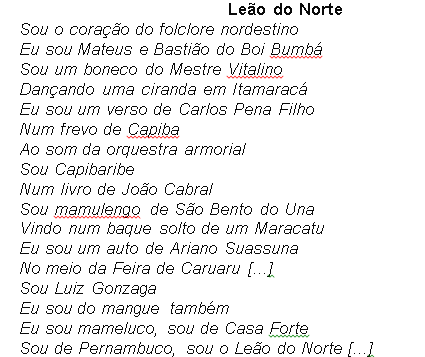 Leão do Norte
Sou o coração do folclore nordestino
Eu sou Mateus e Bastião do Boi Bumbá
Sou um boneco do Mestre Vitalino
Dançando uma ciranda em Itamaracá
Eu sou um verso de Carlos Pena Filho
Num frevo de Capiba
Ao som da orquestra armorial
Sou Capibaribe
Num livro de João Cabral
Sou mamulengo de São Bento do Una
Vindo num baque solto de um Maracatu
Eu sou um auto de Ariano Suassuna
No meio da Feira de Caruaru [...]
Sou Luiz Gonzaga
Eu sou do mangue também
Eu sou mameluco, sou de Casa Forte
Sou de Pernambuco, sou o Leão do Norte [...]